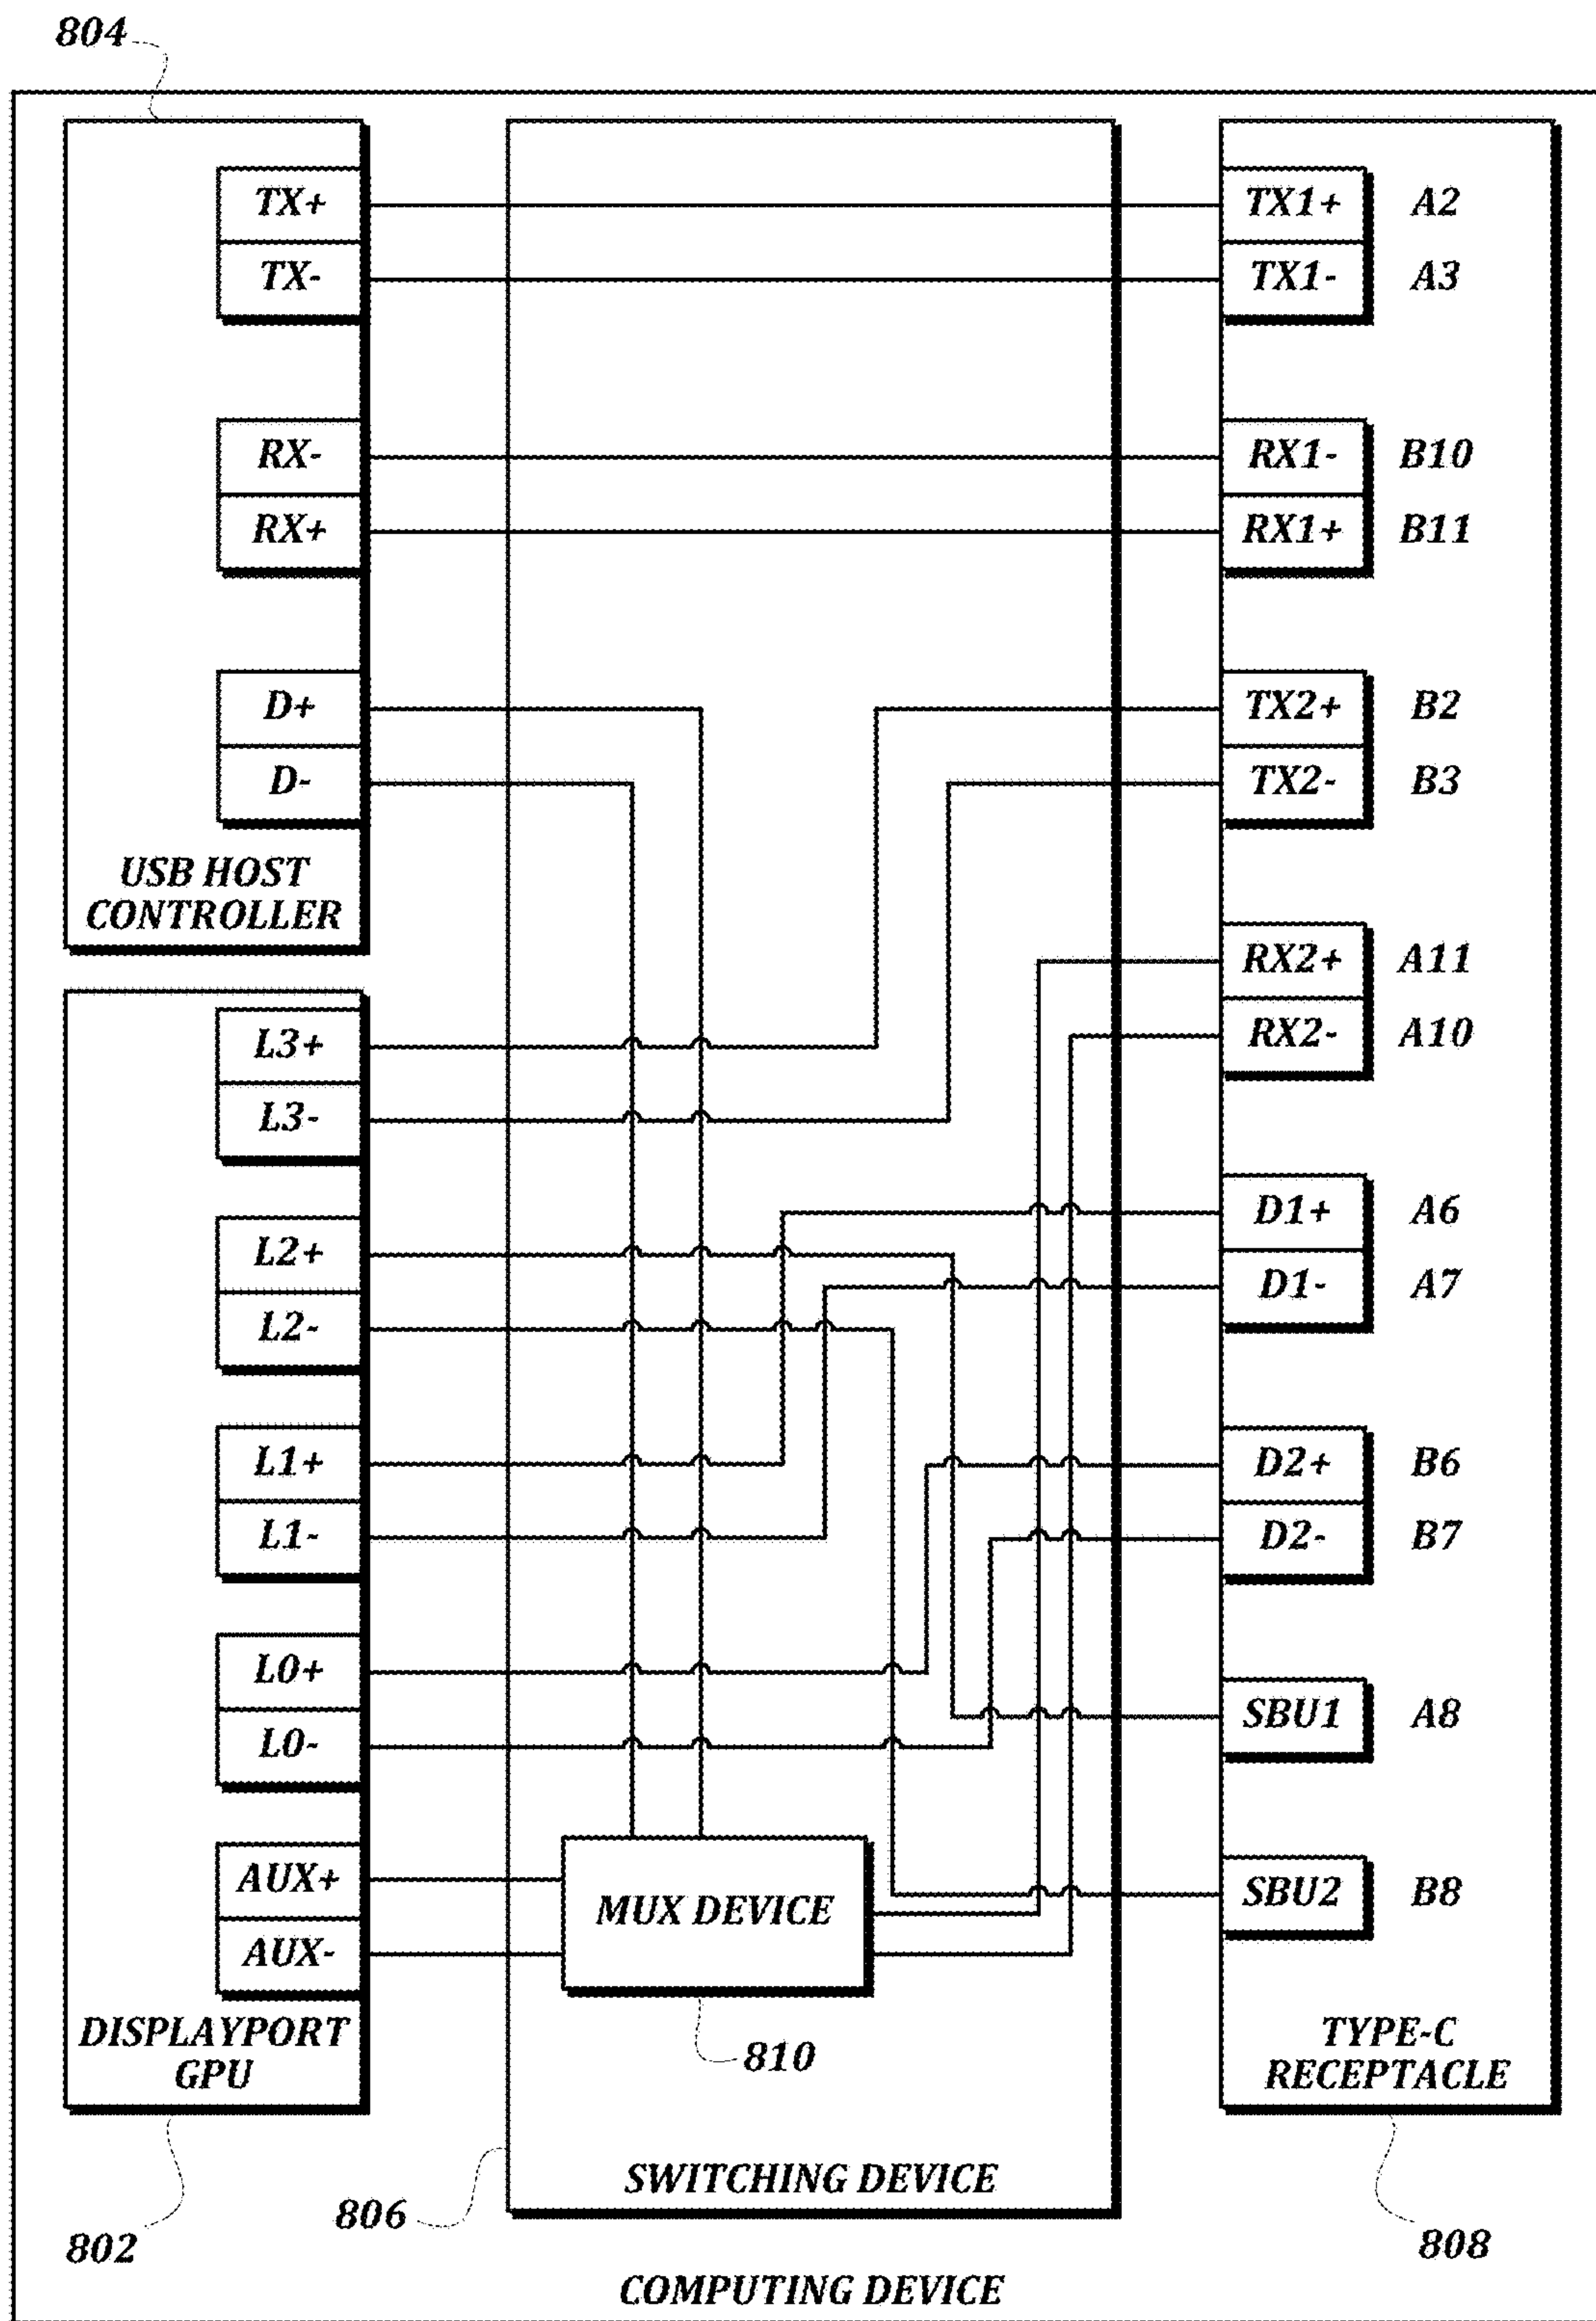 804
TX+
TX-
RX-
RX+
D+
D-
USB HOST
CONTROLLER
L3+
L3-
L2+
L2-
L1+
L1-
L0+
L0-
AUX+
AUX-
DISPLAYPORT
GPU
802
MUX DEVICE
810
SWITCHING DEVICE
806
TX1+ A2
TX1- A3
RX1- B10
RX1+ B11
TX2+ B2
TX2- B3
RX2+ A11
RX2- A10
D1+ A6
D1- A7
D2+ B6
D2- B7
SBU1 A8
SBU2 B8
TYPE-C
RECEPTACLE
808
COMPUTING DEVICE